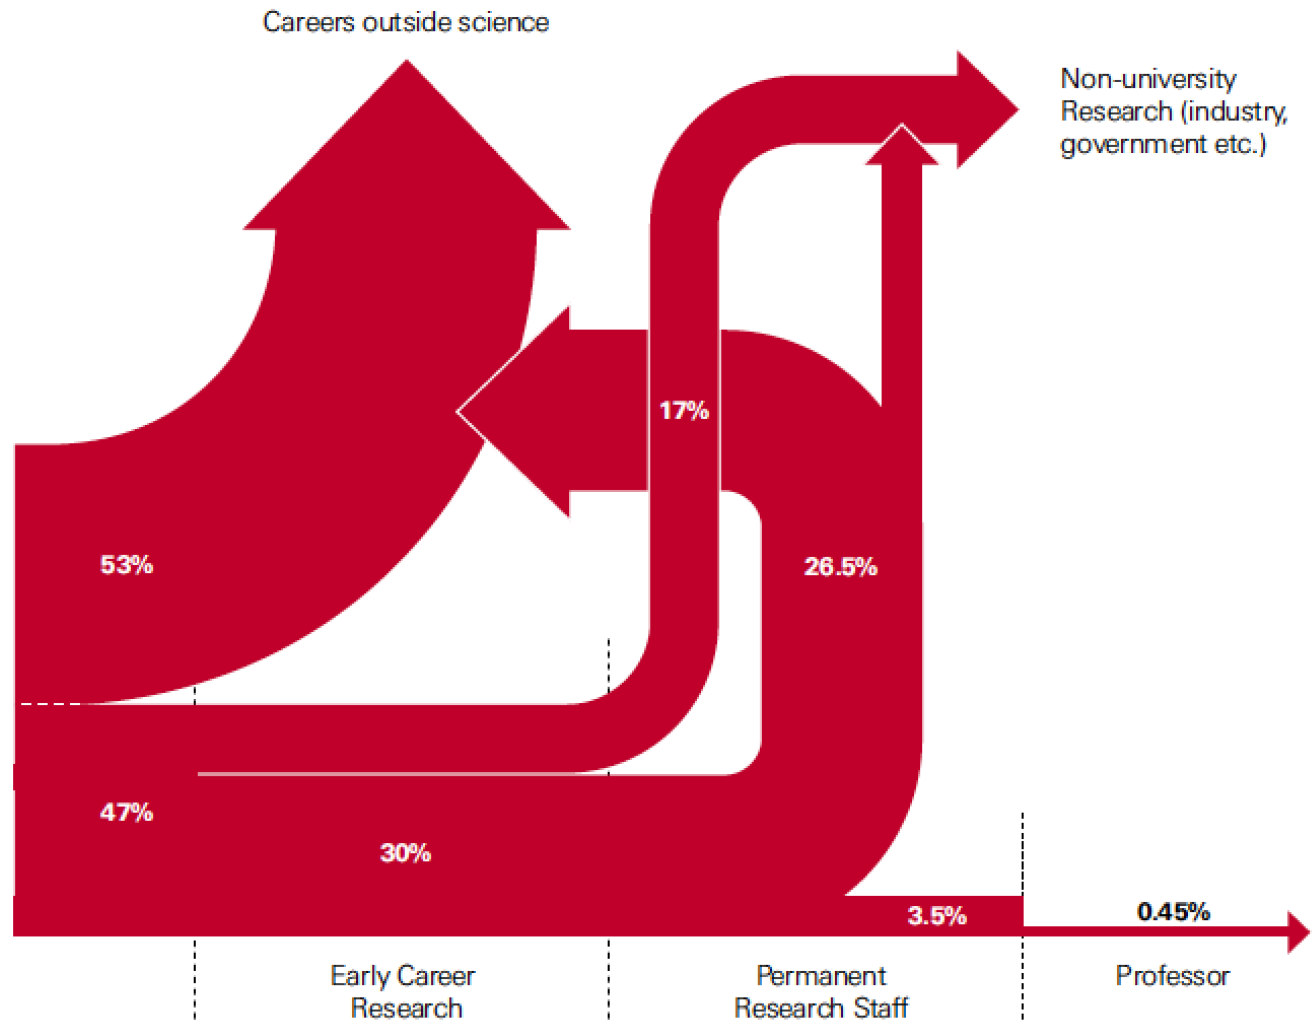 Careers outside science
Non-university
Research (industry,
government etc.)
17%
53%
26.5%
47%
30%
3.5%
0.45%
Early Career
Research
Permanent
Research Staff
Professor